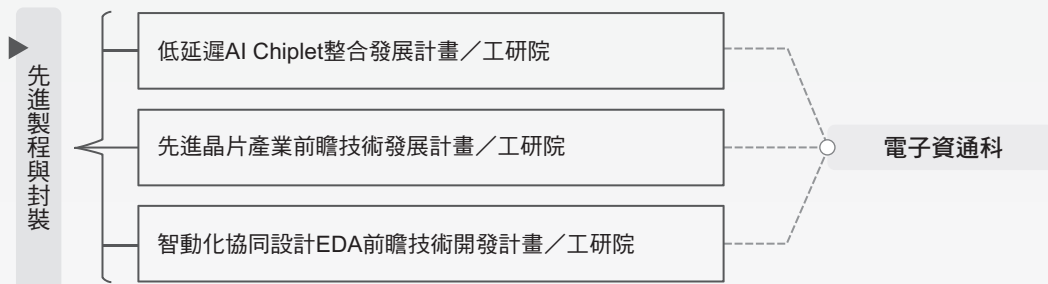 先進製程與封裝
低延遲AI Chiplet整合發展計畫／工研院
先進晶片產業前瞻技術發展計畫／工研院
智動化協同設計EDA前瞻技術開發計畫／工研院
電子資通科